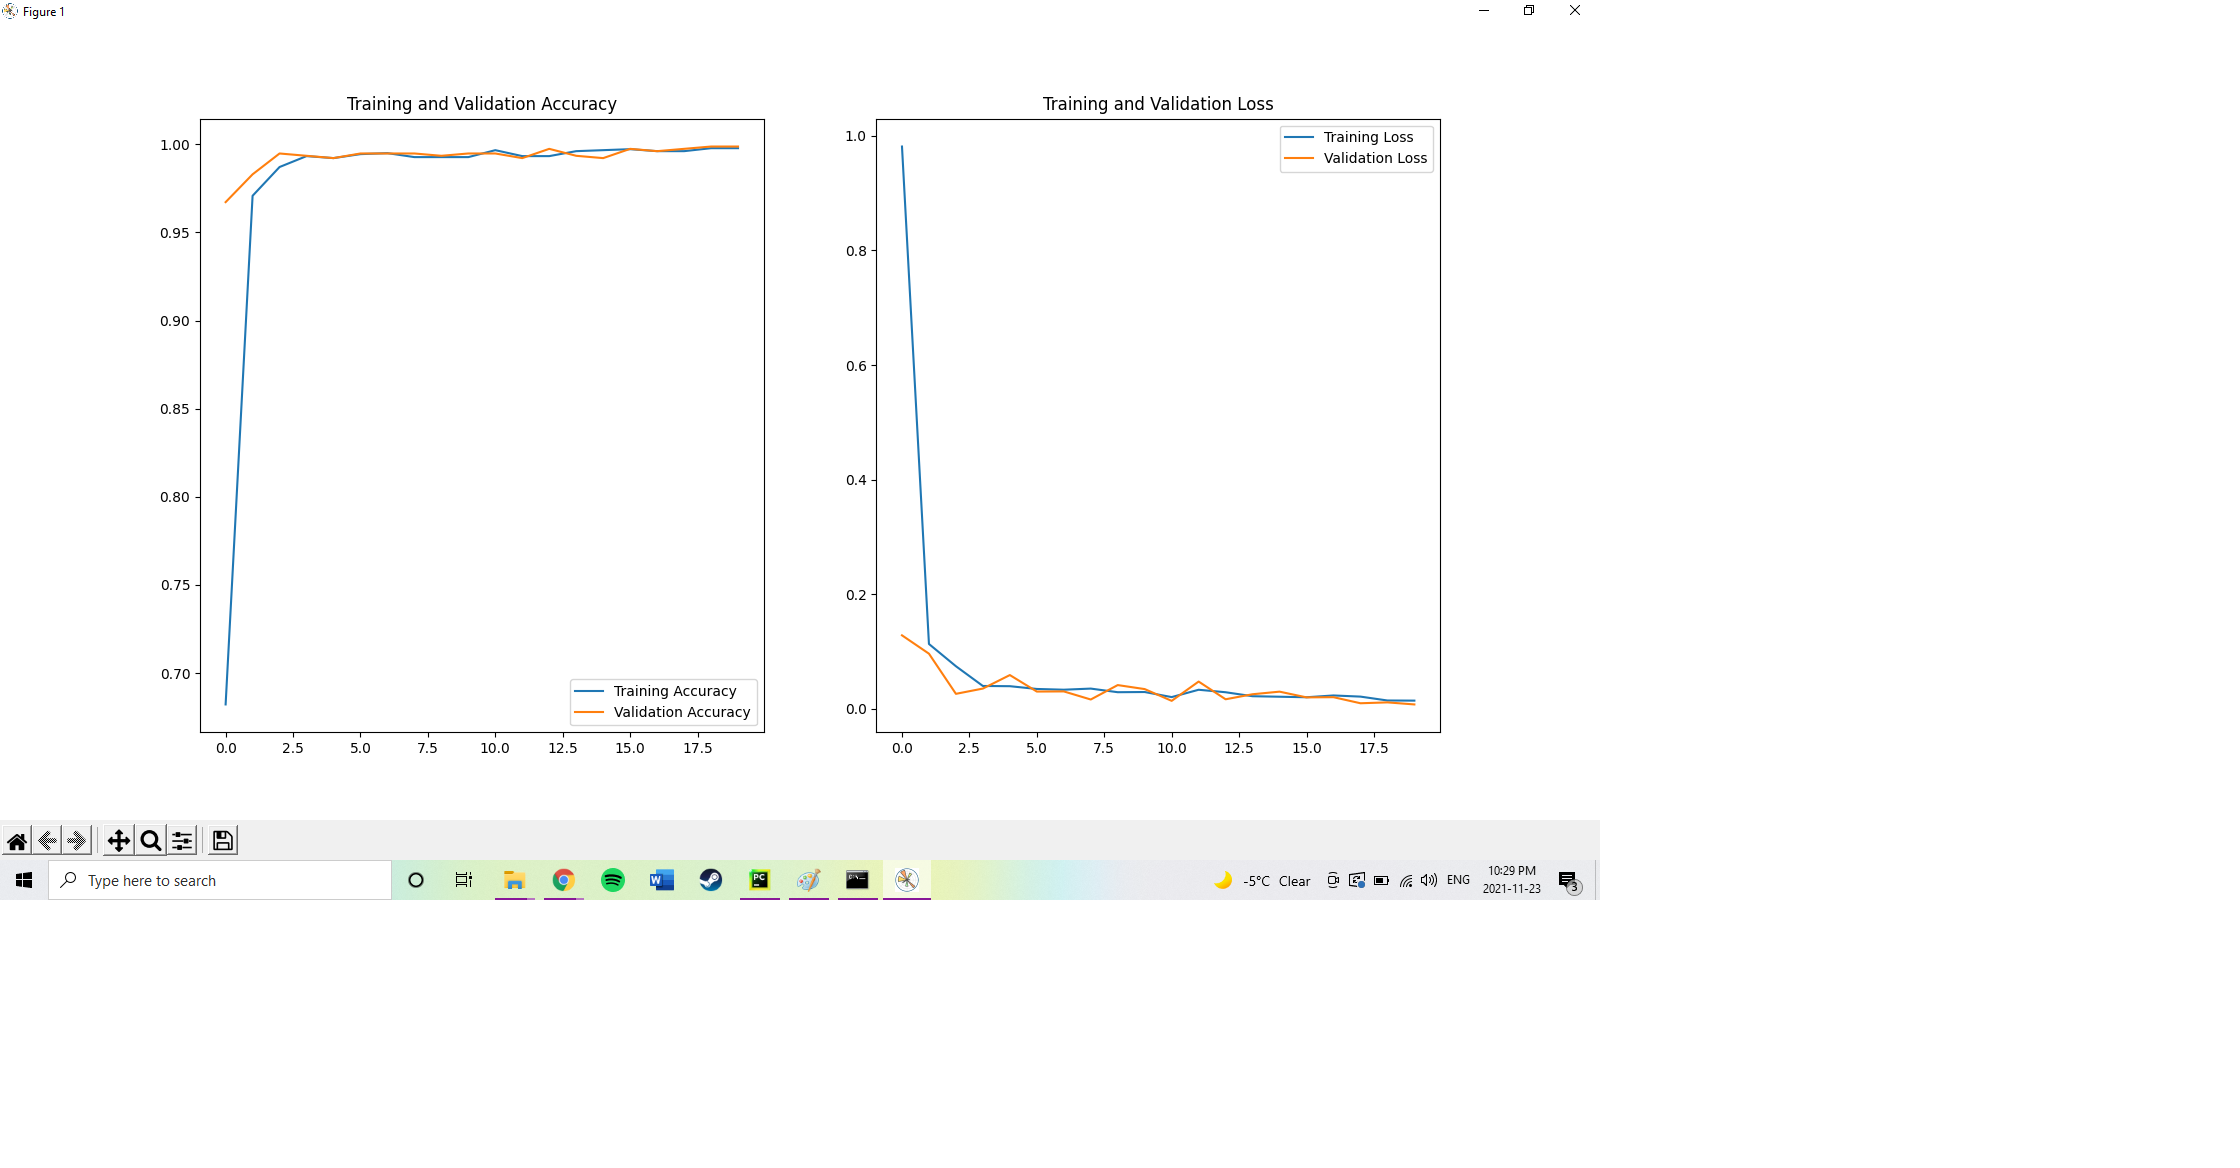 Figure 1
Training and Validation Accuracy
1.00
0.95
0.90
0.85
0.80
0.75
0.70
Training Accuracy
Validation Accuracy
0.0 2.5 5.0 7.5 10.0 12.5 15.0 17.5
Training and Validation Loss
1.0
0.8
0.6
0.4
0.2
0.0
Training Loss
Validation Loss
0.0 2.5 5.0 7.5 10.0 12.5 15.0 17.5
Type here to search
W
PC
-5°C Clear
ENG
10:29 PM
2021-11-23
3